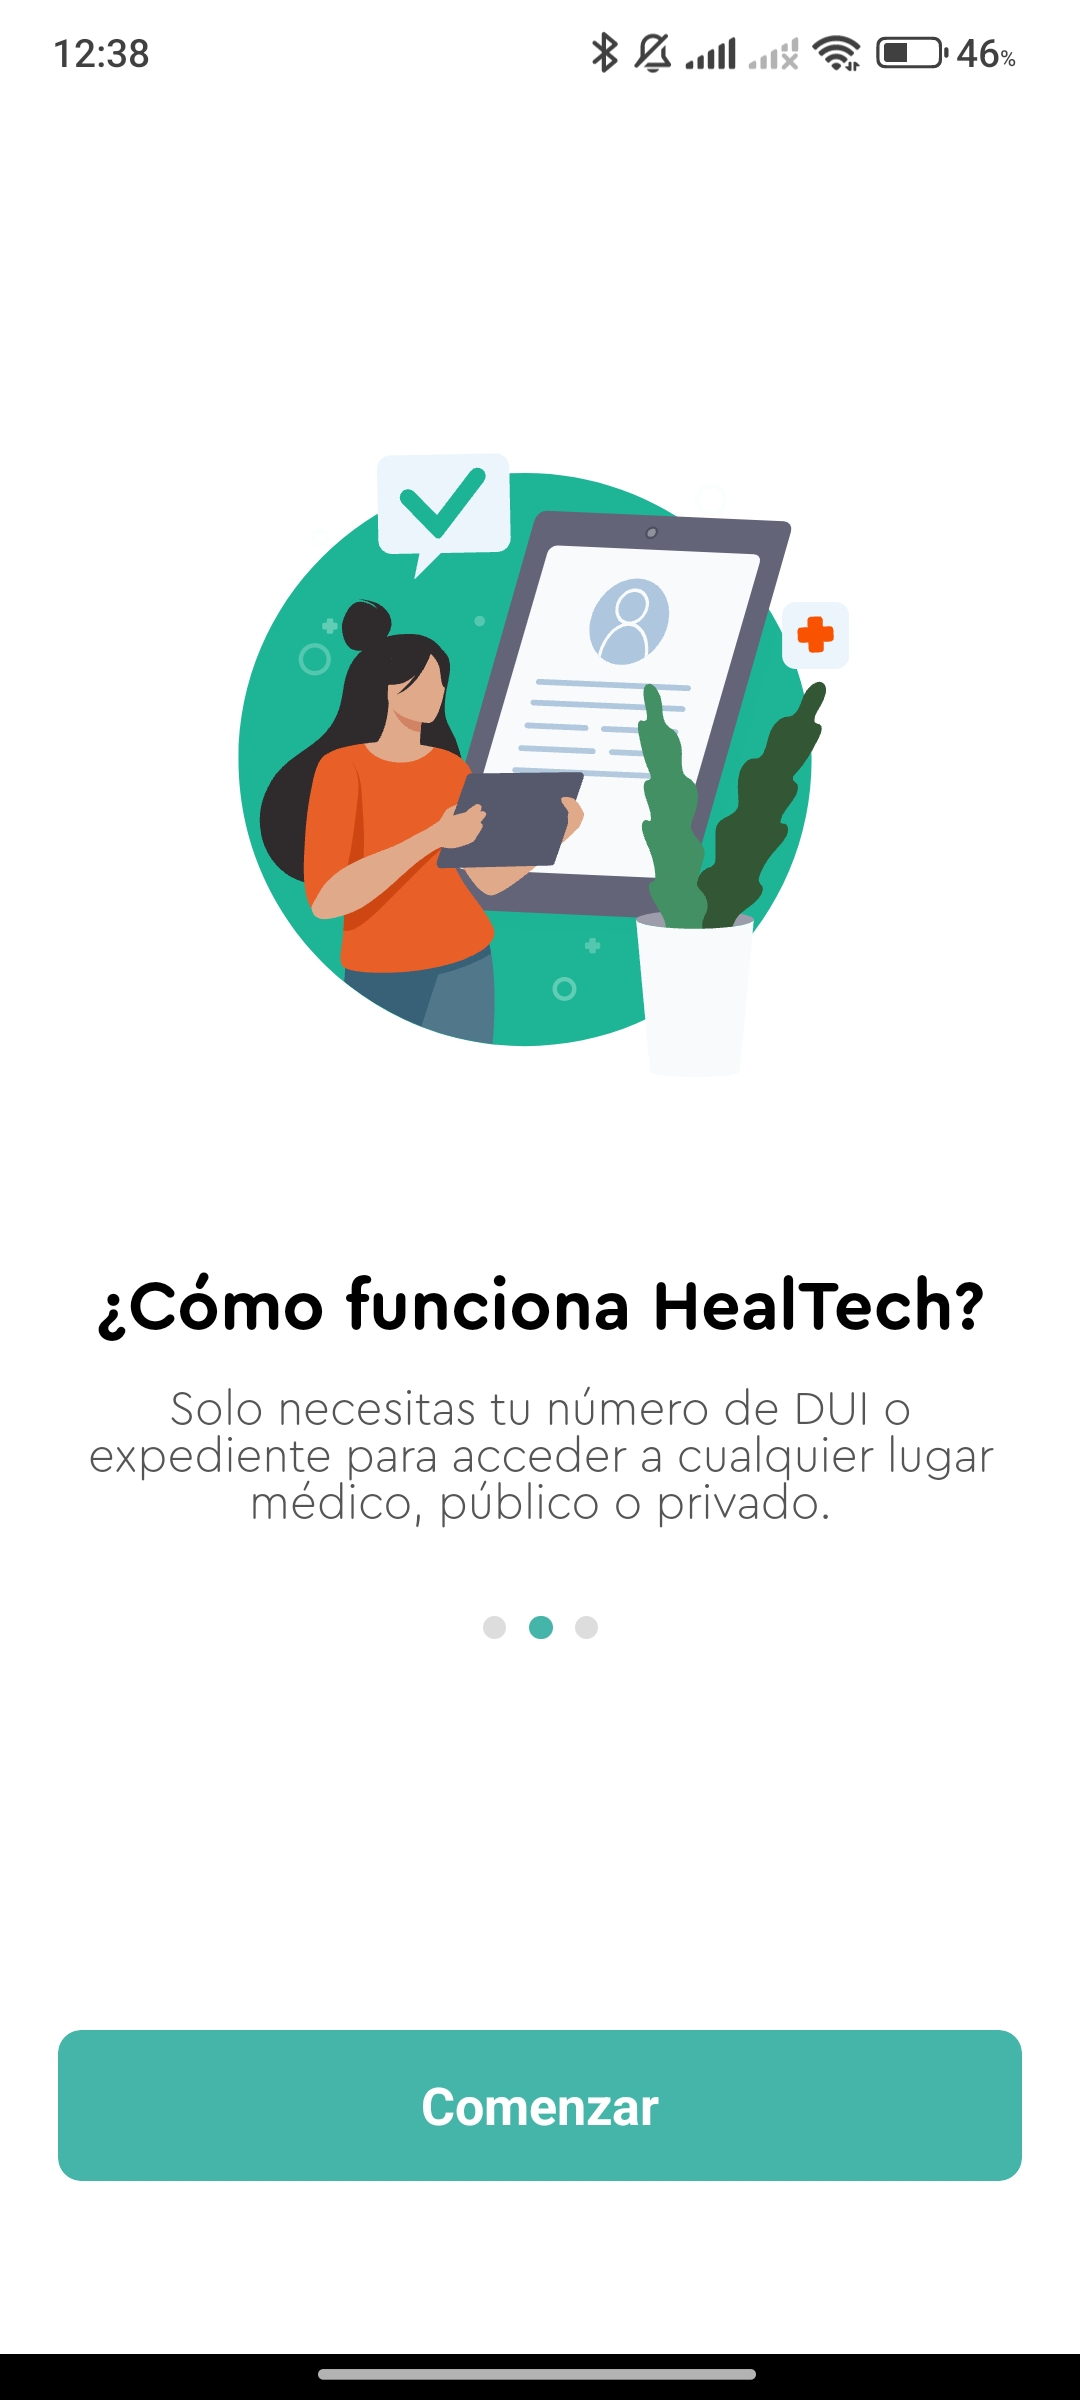 12:38
46%
¿Cómo funciona HealTech?
Solo necesitas tu número de DUI o
expediente para acceder a cualquier lugar
médico, público o privado.
Comenzar